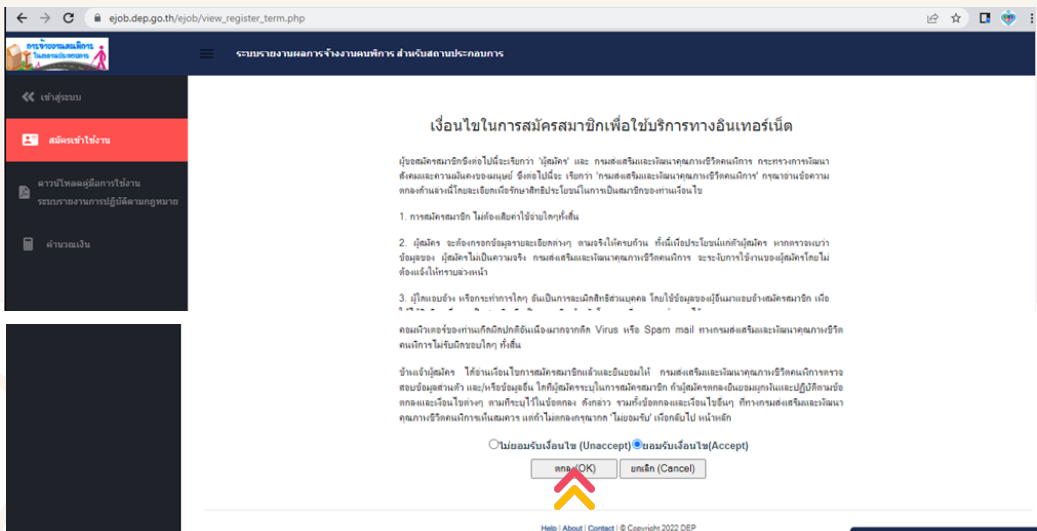 ejob.dep.go.th/ejob/view_register_term.php
การจ้างงานคนพิการ
ในสถานประกอบการ
ระบบรายงานผลการจ้างงานคนพิการ สำหรับสถานประกอบการ
เข้าสู่ระบบ
สมัครเข้าใช้งาน
ดาวน์โหลดคู่มือการใช้งาน
ระบบรายงานการปฏิบัติตามกฎหมาย
คำนวณเงิน
เงื่อนไขในการสมัครสมาชิกเพื่อใช้บริการทางอินเทอร์เน็ต
ผู้ขอสมัครสมาชิกซึ่งต่อไปนี้จะเรียกว่า 'ผู้สมัคร' และ กรมส่งเสริมและพัฒนาคุณภาพชีวิตคนพิการ กระทรวงการพัฒนา
สังคมและความมั่นคงของมนุษย์ ซึ่งต่อไปนี้จะ เรียกว่า 'กรมส่งเสริมและพัฒนาคุณภาพชีวิตคนพิการ' กรุณาอ่านข้อความ
ตกลงด้านล่างนี้โดยละเอียดเพื่อรักษาสิทธิประโยชน์ในการเป็นสมาชิกของท่านเงื่อนไข
1. การสมัครสมาชิก ไม่ต้องเสียค่าใช้จ่ายใดๆทั้งสิ้น
2. ผู้สมัคร จะต้องกรอกข้อมูลรายละเอียดต่างๆ ตามจริงให้ครบถ้วน ทั้งนี้เพื่อประโยชน์แก่ตัวผู้สมัคร หากตรวจพบว่า
ข้อมูลของ ผู้สมัครไม่เป็นความจริง กรมส่งเสริมและพัฒนาคุณภาพชีวิตคนพิการ จะระงับการใช้งานของผู้สมัครโดยไม่
ต้องแจ้งให้ทราบล่วงหน้า
3. ผู้ใดแอบอ้าง หรือกระทำการใดๆ อันเป็นการละเมิดสิทธิส่วนบุคคล โดยใช้ข้อมูลของผู้อื่นมาแอบอ้างสมัครสมาชิก เพื่อ
คอมพิวเตอร์ของท่านเกิดผิดปกติอันเนื่องมาจากติด Virus หรือ Spam mail ทางกรมส่งเสริมและพัฒนาคุณภาพชีวิต
คนพิการไม่รับผิดชอบใดๆ ทั้งสิ้น
ข้าพเจ้าผู้สมัคร ได้อ่านเงื่อนไขการสมัครสมาชิกแล้วและยินยอมให้ กรมส่งเสริมและพัฒนาคุณภาพชีวิตคนพิการตรวจ
สอบข้อมูลส่วนตัว และ/หรือข้อมูลอื่น ใดที่ผู้สมัครระบุในการสมัครสมาชิก ถ้าผู้สมัครตกลงยินยอมผูกพันและปฏิบัติตามข้อ
ตกลงและเงื่อนไขต่างๆ ตามที่ระบุไว้ในข้อตกลง ดังกล่าว รวมทั้งข้อตกลงและเงื่อนไขอื่นๆ ที่ทางกรมส่งเสริมและพัฒนา
คุณภาพชีวิตคนพิการเห็นสมควร แต่ถ้าไม่ตกลงกรุณากด 'ไม่ยอมรับ' เพื่อกลับไป หน้าหลัก
ไม่ยอมรับเงื่อนไข (Unaccept) ยอมรับเงื่อนไข(Accept)
ตกลง (OK) ยกเลิก (Cancel)
Help | About | Contact | © Copyright 2022 DEP